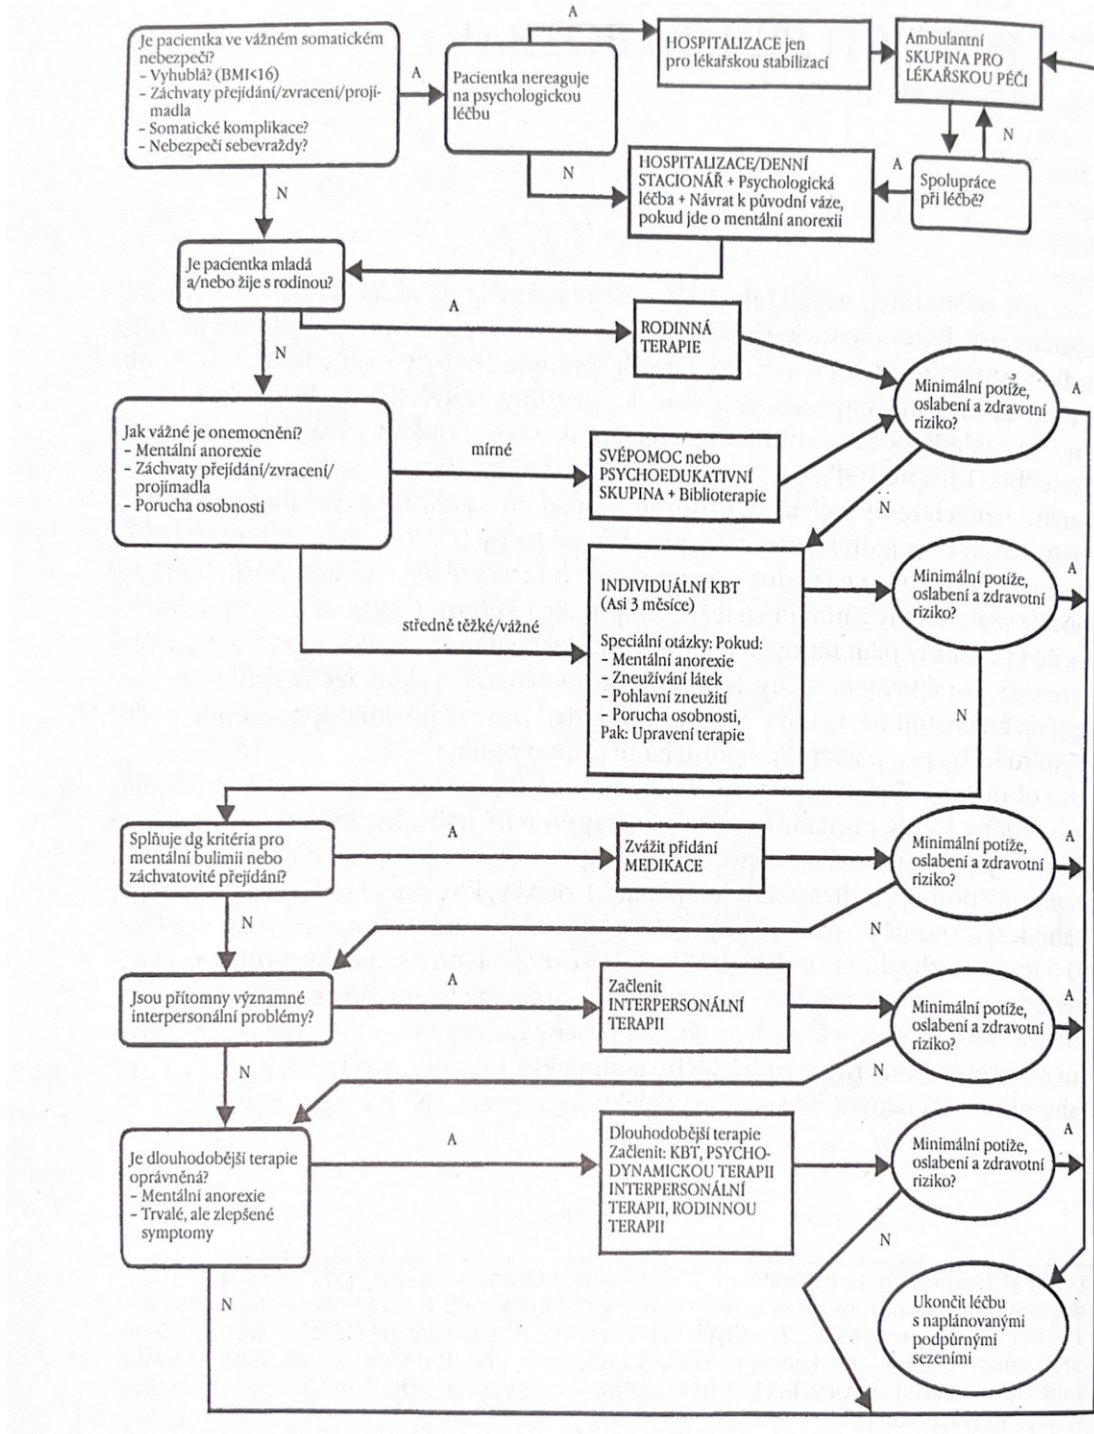 Je pacientka ve vážném somatickém
nebezpečí?
– Vyhublá? (BMI<16)
– Záchvaty přejídání/zvracení/projí-
madla
– Somatické komplikace?
– Nebezpečí sebevraždy?
A
Pacientka nereaguje
na psychologickou
léčbu
A
HOSPITALIZACE jen
pro lékařskou stabilizací
Ambulantní
SKUPINA PRO
LÉKAŘSKOU PÉČI
N
N
N
HOSPITALIZACE/DENNÍ
STACIONÁŘ + Psychologická
léčba + Návrat k původní váze,
pokud jde o mentální anorexii
A
Spolupráce
při léčbě?
Je pacientka mladá
a/nebo žije s rodinou?
A
N
RODINNÁ
TERAPIE
Minimální potíže,
oslabení a zdravotní
riziko?
A
Jak vážné je onemocnění?
– Mentální anorexie
– Záchvaty přejídání/zvracení/
projímadla
– Porucha osobnosti
mírné
SVÉPOMOC nebo
PSYCHOEDUKATIVNÍ
SKUPINA + Biblioterapie
N
středně těžké/vážné
INDIVIDUÁLNÍ KBT
(Asi 3 měsíce)
Speciální otázky: Pokud:
– Mentální anorexie
– Zneužívání látek
– Pohlavní zneužití
– Porucha osobnosti,
Pak: Upravení terapie
Minimální potíže,
oslabení a zdravotní
riziko?
A
N
Splňuje dg kritéria pro
mentální bulimii nebo
záchvatovité přejídání?
A
Zvážit přidání
MEDIKACE
Minimální potíže,
oslabení a zdravotní
riziko?
A
N
N
Jsou přítomny významné
interpersonální problémy?
A
Začlenit
INTERPERSONÁLNÍ
TERAPII
Minimální potíže,
oslabení a zdravotní
riziko?
A
N
N
Je dlouhodobější terapie
oprávněná?
– Mentální anorexie
– Trvalé, ale zlepšené
symptomy
A
Dlouhodobější terapie
Začlenit: KBT, PSYCHO-
DYNAMICKOU TERAPII
INTERPERSONÁLNÍ
TERAPII, RODINNOU
TERAPII
Minimální potíže,
oslabení a zdravotní
riziko?
A
N
N
Ukončit léčbu
s naplánovanými
podpůrnými
sezeními